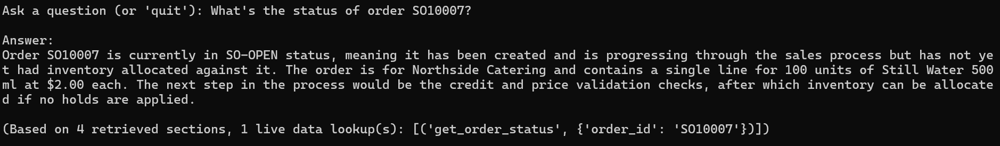 Ask a question (or 'quit'): What's the status of order SO10007?
Answer:
Order SO10007 is currently in SO-OPEN status, meaning it has been created and is progressing through the sales process but has not ye
t had inventory allocated against it. The order is for Northside Catering and contains a single line for 100 units of Still Water 500
ml at $2.00 each. The next step in the process would be the credit and price validation checks, after which inventory can be allocate
d if no holds are applied.
(Based on 4 retrieved sections, 1 live data lookup(s): [('get_order_status', {'order_id': 'SO10007'})])